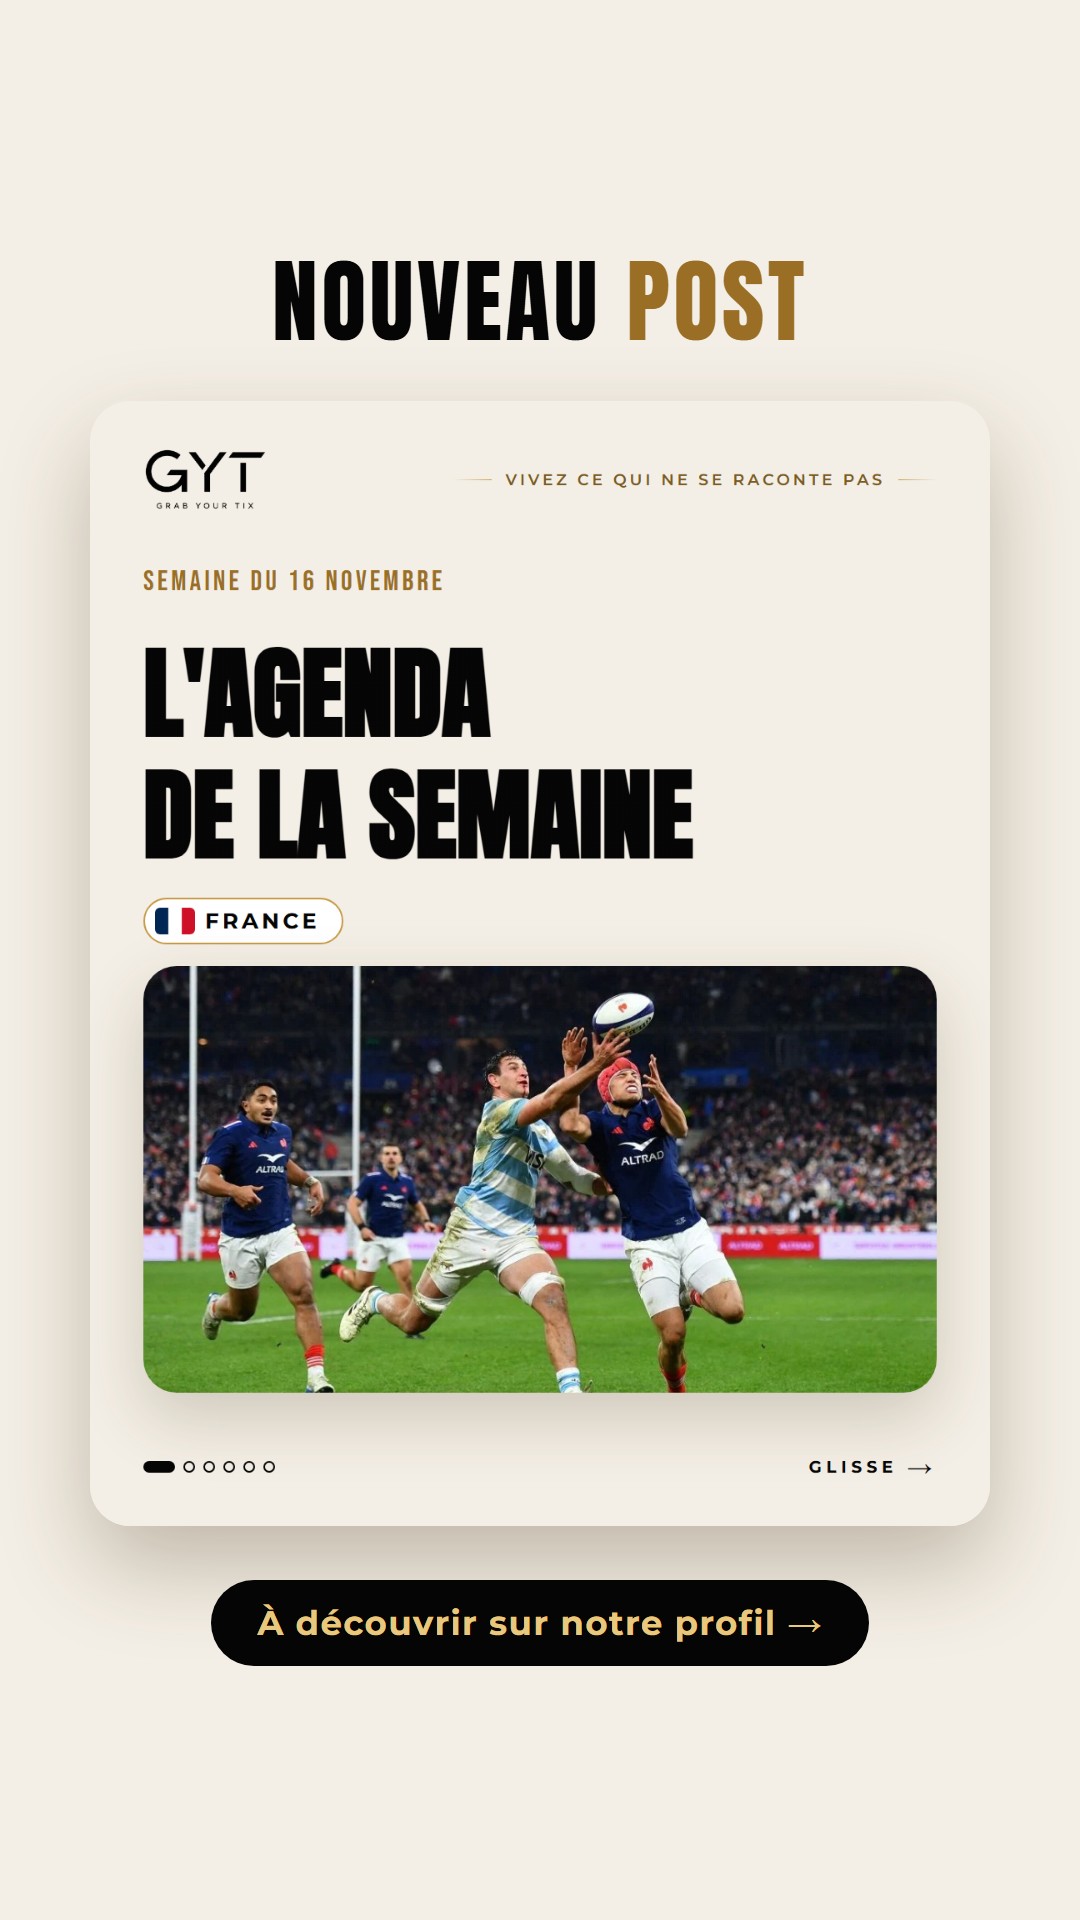 NOUVEAU POST
GYT
GRAB YOUR TIX
VIVEZ CE QUI NE SE RACONTE PAS
SEMAINE DU 16 NOVEMBRE
L'AGENDA
DE LA SEMAINE
FRANCE
ALTRAD
VISA
ALTRAD
GLISSE →
À découvrir sur notre profil →